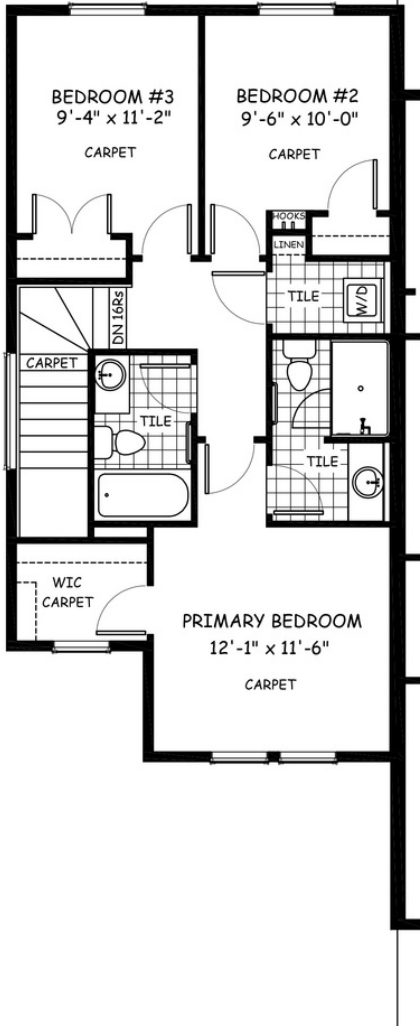 BEDROOM #3
9'-4" x 11'-2"
CARPET
BEDROOM #2
9'-6" x 10'-0"
CARPET
HOOKS
LINEN
TILE
W/D
DN 16Rs
CARPET
TILE
TILE
WIC
CARPET
PRIMARY BEDROOM
12'-1" x 11'-6"
CARPET